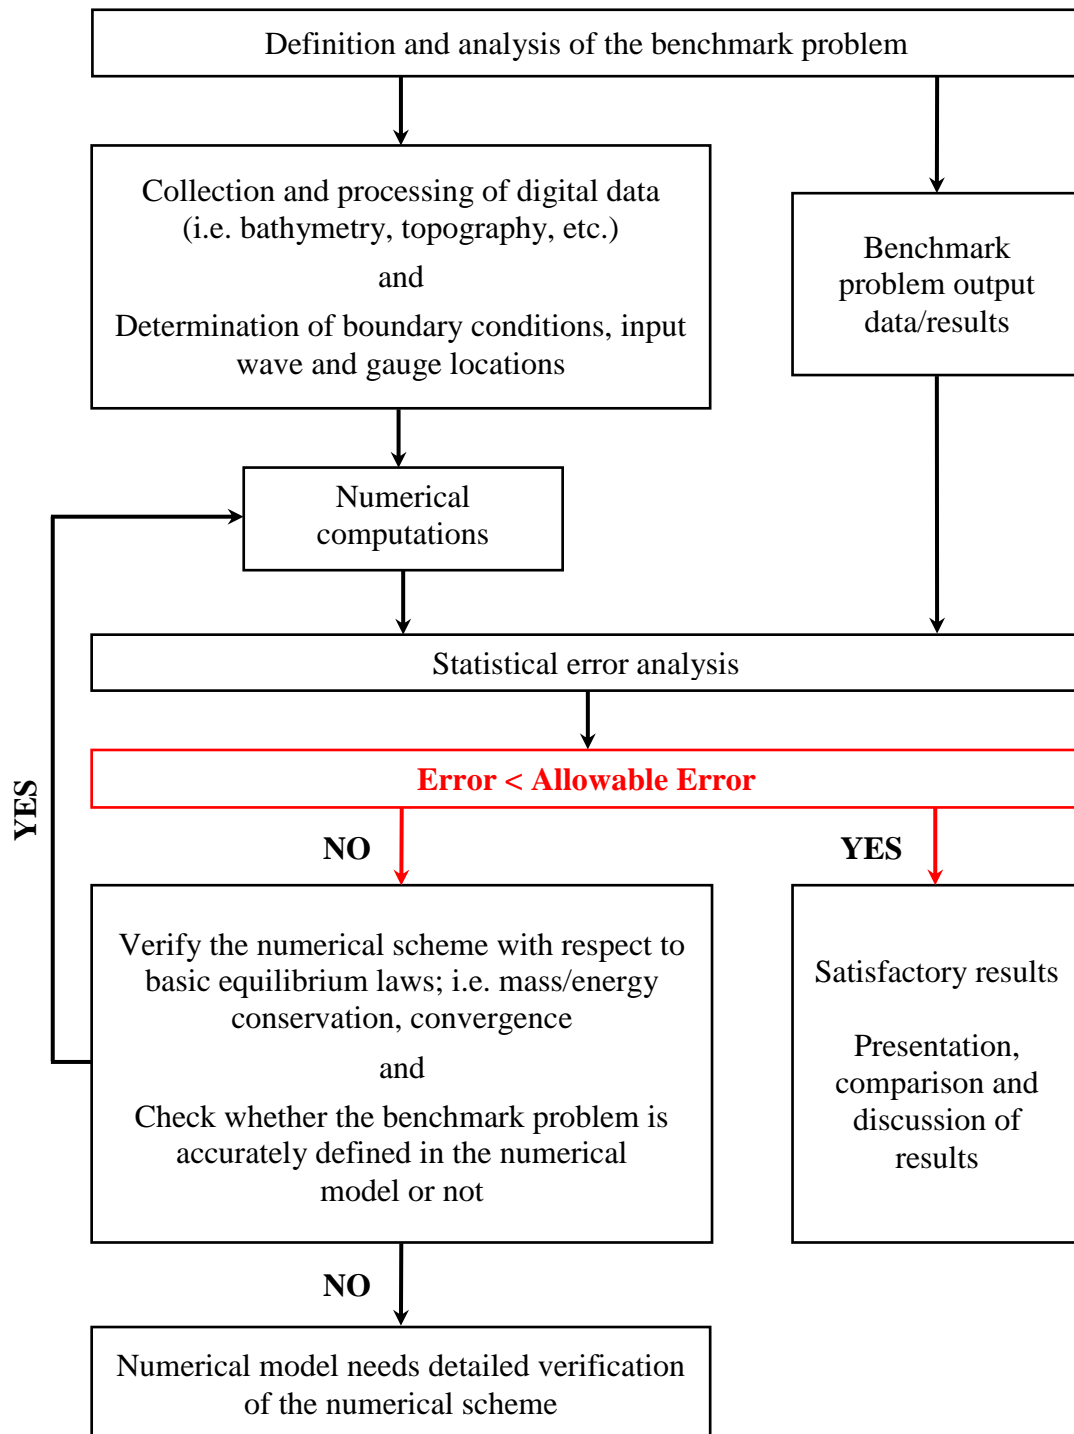 Definition and analysis of the benchmark problem
Collection and processing of digital data
(i.e. bathymetry, topography, etc.)
and
Determination of boundary conditions, input
wave and gauge locations
Benchmark
problem output
data/results
Numerical
computations
Statistical error analysis
Error < Allowable Error
YES
NO
YES
Verify the numerical scheme with respect to
basic equilibrium laws; i.e. mass/energy
conservation, convergence
and
Check whether the benchmark problem is
accurately defined in the numerical
model or not
Satisfactory results
Presentation,
comparison and
discussion of
results
NO
Numerical model needs detailed verification
of the numerical scheme